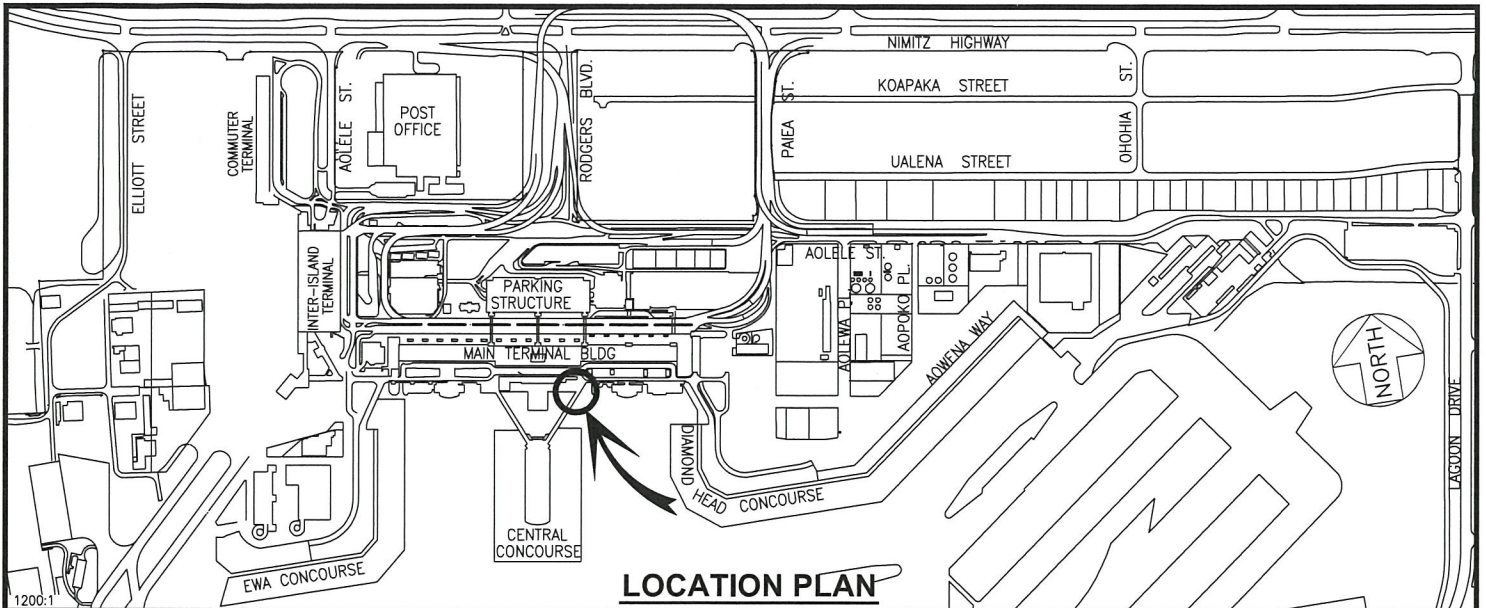 NIMITZ HIGHWAY
KOAPAKA STREET
UALENA STREET
ELLIOTT STREET
COMMUTER
TERMINAL
AOLELE ST.
POST
OFFICE
RODGERS BLVD.
PAIEA ST.
OHOHIA ST.
INTER-ISLAND
TERMINAL
PARKING
STRUCTURE
MAIN TERMINAL BLDG
AOLELE ST.
AOLEWA PL.
AOPOKO PL.
AOWENA WAY
NORTH
LAGOON DRIVE
DIAMOND HEAD CONCOURSE
CENTRAL
CONCOURSE
EWA CONCOURSE
LOCATION PLAN
1200:1